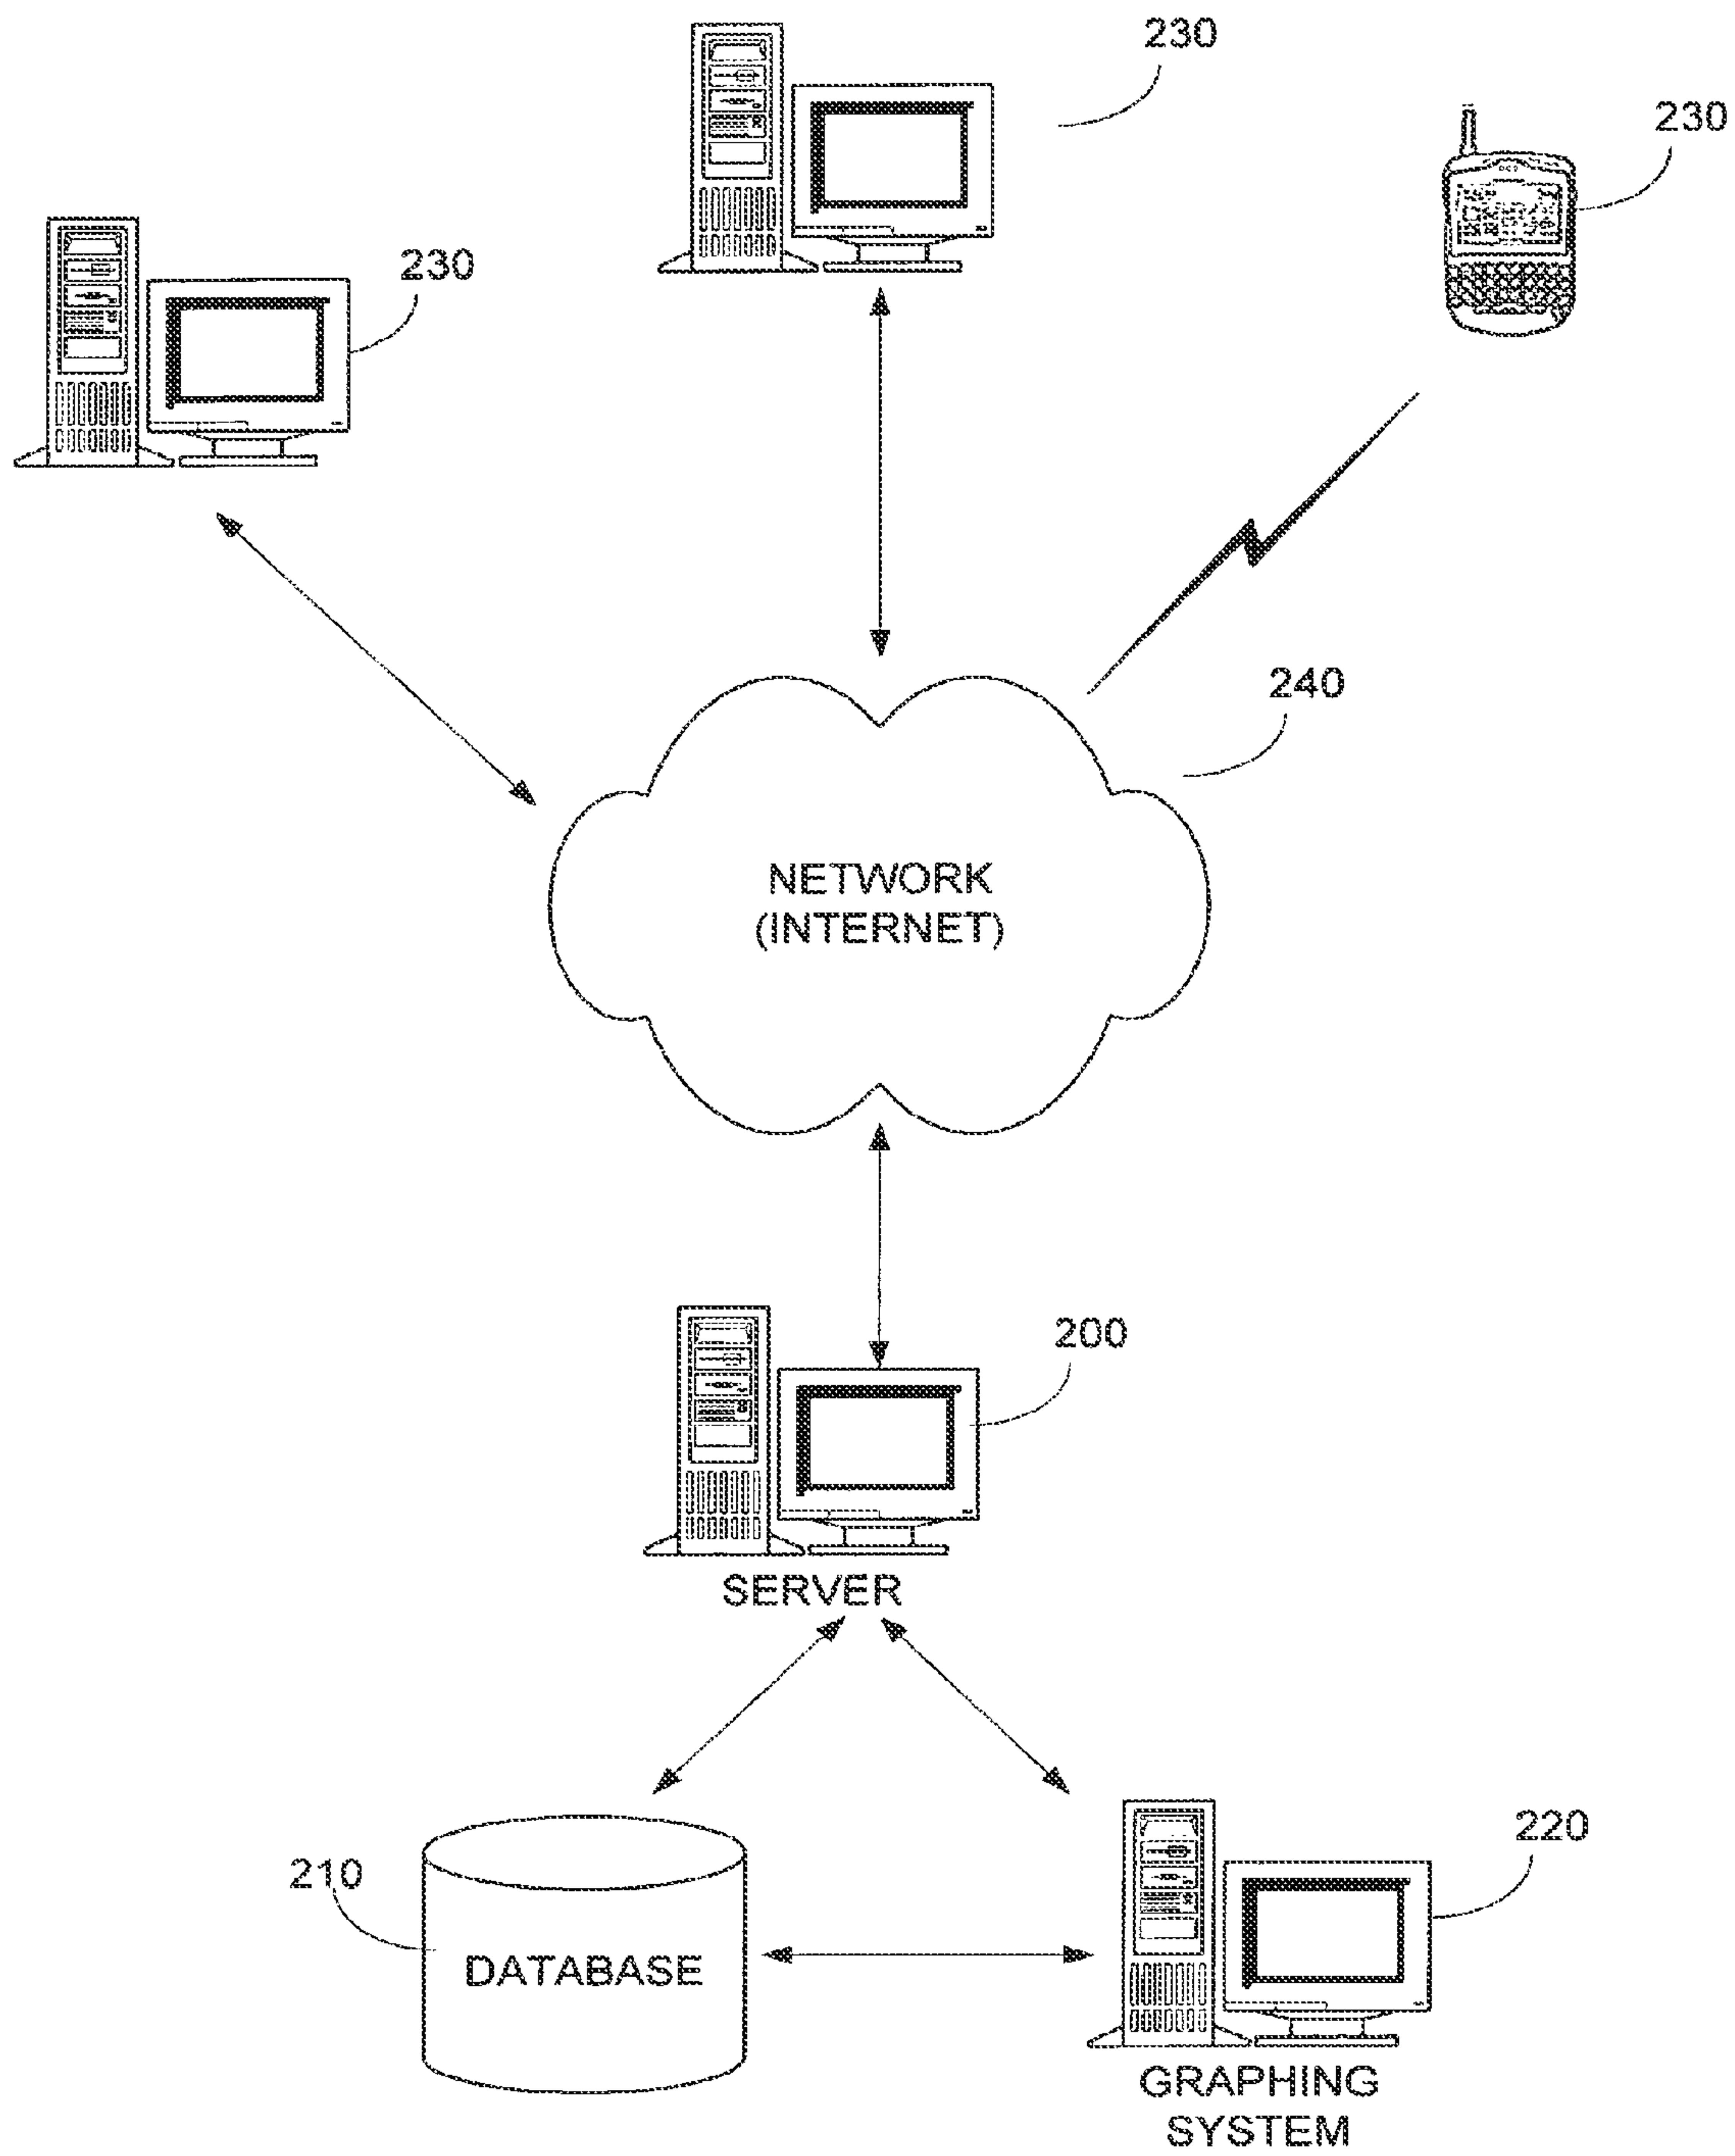 230
230
230
240
NETWORK
(INTERNET)
200
SERVER
220
210
DATABASE
GRAPHING
SYSTEM